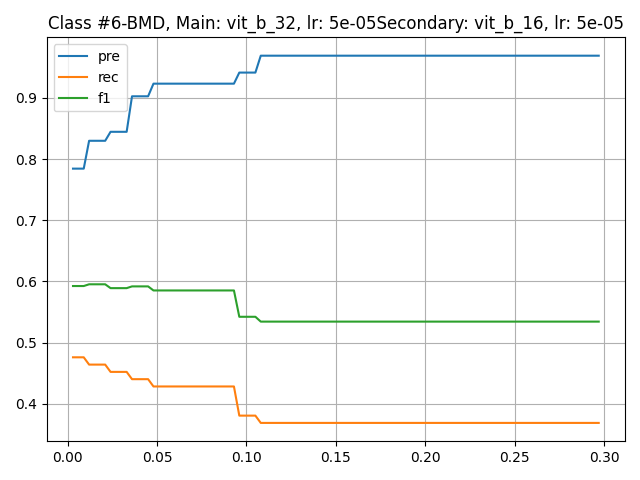 Class #6-BMD, Main: vit_b_32, lr: 5e-05Secondary: vit_b_16, lr: 5e-05
pre
rec
f1
0.9
0.8
0.7
0.6
0.5
0.4
0.00 0.05 0.10 0.15 0.20 0.25 0.30